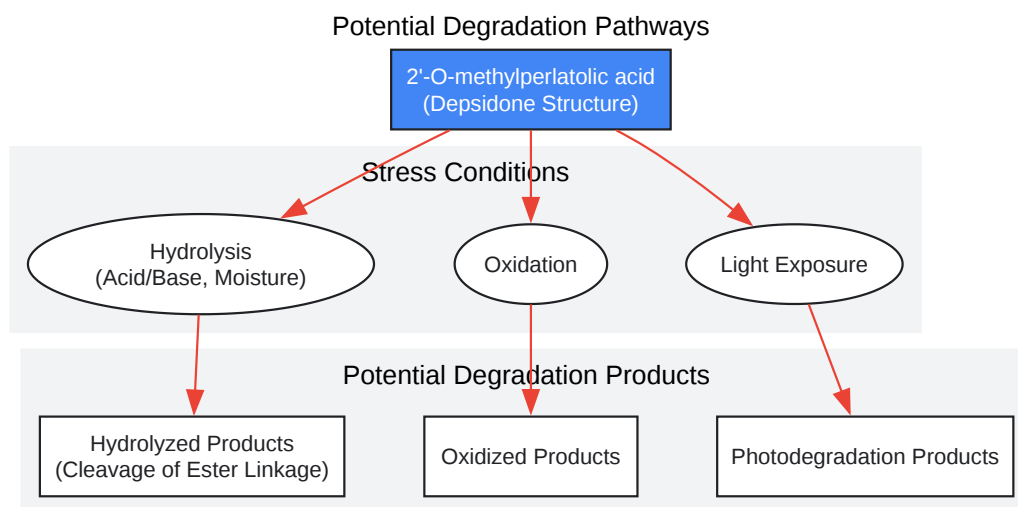 Potential Degradation Pathways
2'-O-methylperlatolic acid
(Depsidone Structure)
Stress Conditions
Hydrolysis
(Acid/Base, Moisture)
Oxidation
Light Exposure
Potential Degradation Products
Hydrolyzed Products
(Cleavage of Ester Linkage)
Oxidized Products
Photodegradation Products